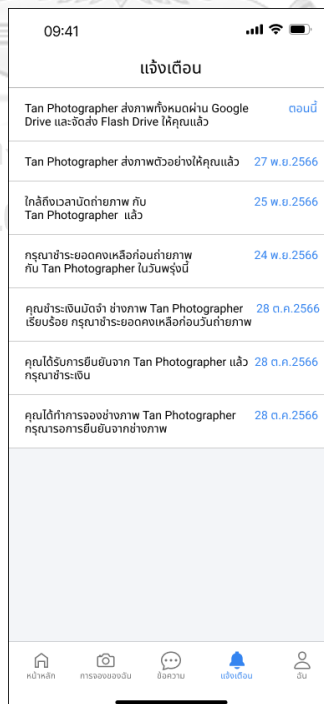 09:41
แจ้งเตือน
Tan Photographer ส่งภาพทั้งหมดผ่าน Google ตอนนี้
Drive และจัดส่ง Flash Drive ให้คุณแล้ว
Tan Photographer ส่งภาพตัวอย่างให้คุณแล้ว 27 พ.ย.2566
ใกล้ถึงเวลานัดถ่ายภาพ กับ 25 พ.ย.2566
Tan Photographer แล้ว
กรุณาชำระยอดคงเหลือก่อนถ่ายภาพ 24 พ.ย.2566
กับ Tan Photographer ในวันพรุ่งนี้
คุณชำระเงินมัดจำ ช่างภาพ Tan Photographer 28 ต.ค.2566
เรียบร้อย กรุณาชำระยอดคงเหลือก่อนวันถ่ายภาพ
คุณได้รับการยืนยันจาก Tan Photographer แล้ว 28 ต.ค.2566
กรุณาชำระเงิน
คุณได้ทำการจองช่างภาพ Tan Photographer 28 ต.ค.2566
กรุณารอการยืนยันจากช่างภาพ
หน้าหลัก การจองของฉัน ข้อความ แจ้งเตือน ฉัน